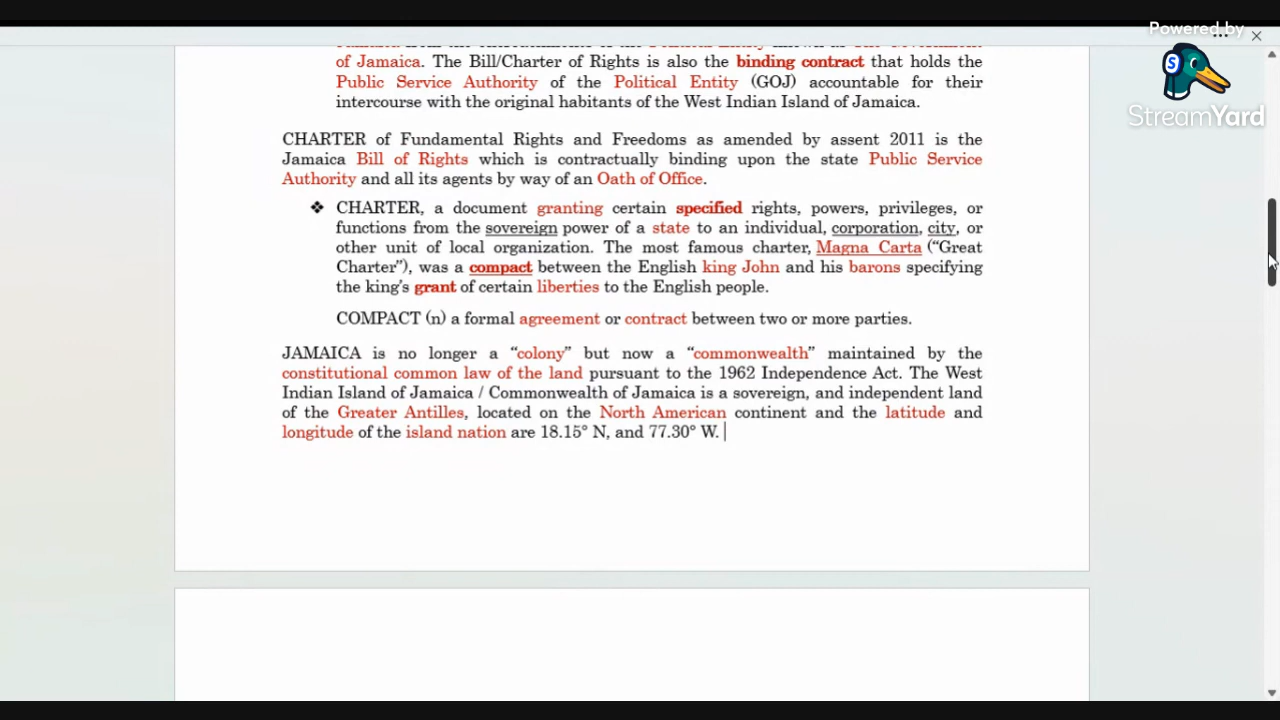 Powered by
StreamYard
of Jamaica. The Bill/Charter of Rights is also the binding contract that holds the
Public Service Authority of the Political Entity (GOJ) accountable for their
intercourse with the original habitants of the West Indian Island of Jamaica.
CHARTER of Fundamental Rights and Freedoms as amended by assent 2011 is the
Jamaica Bill of Rights which is contractually binding upon the state Public Service
Authority and all its agents by way of an Oath of Office.
❖ CHARTER, a document granting certain specified rights, powers, privileges, or
functions from the sovereign power of a state to an individual, corporation, city, or
other unit of local organization. The most famous charter, Magna Carta (“Great
Charter”), was a compact between the English king John and his barons specifying
the king's grant of certain liberties to the English people.
COMPACT (n) a formal agreement or contract between two or more parties.
JAMAICA is no longer a “colony” but now a “commonwealth” maintained by the
constitutional common law of the land pursuant to the 1962 Independence Act. The West
Indian Island of Jamaica / Commonwealth of Jamaica is a sovereign, and independent land
of the Greater Antilles, located on the North American continent and the latitude and
longitude of the island nation are 18.15° N, and 77.30° W.